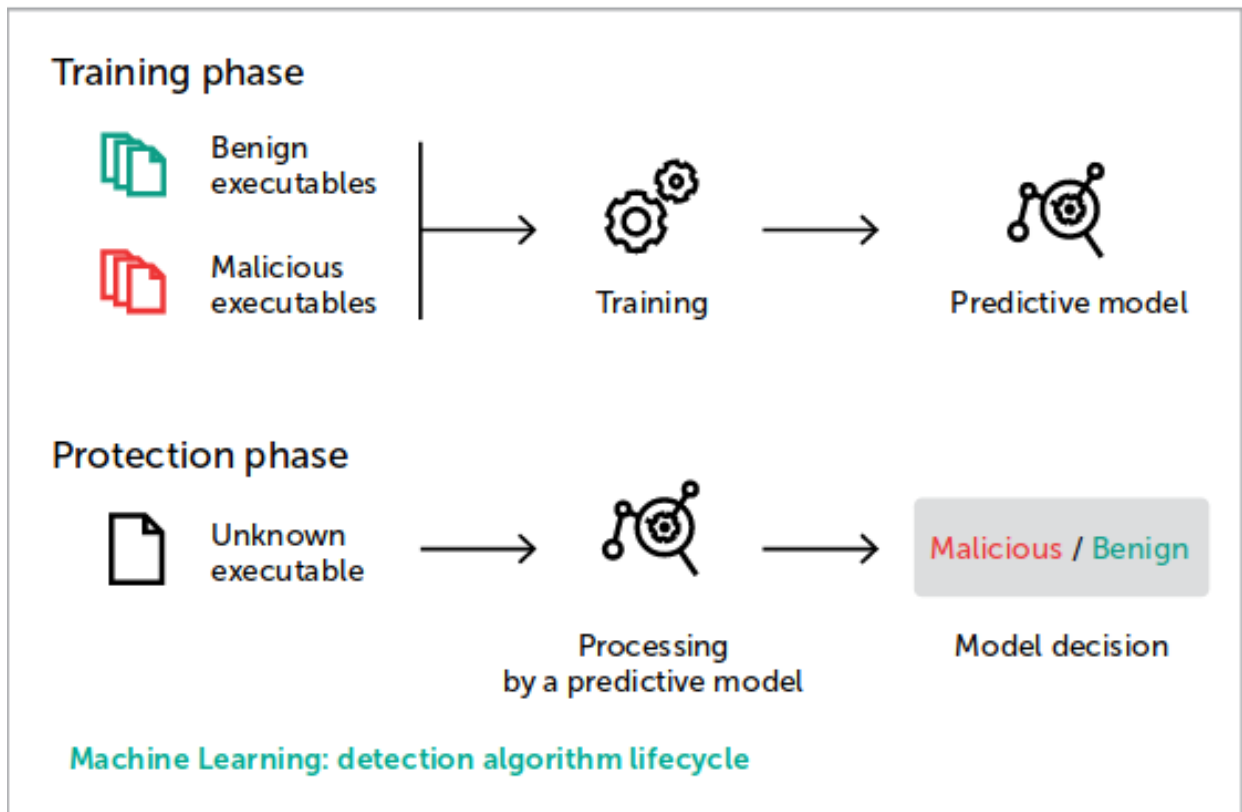 Training phase
Benign
executables
Malicious
executables
Training
Predictive model
Protection phase
Unknown
executable
Processing
by a predictive model
Malicious / Benign
Model decision
Machine Learning: detection algorithm lifecycle